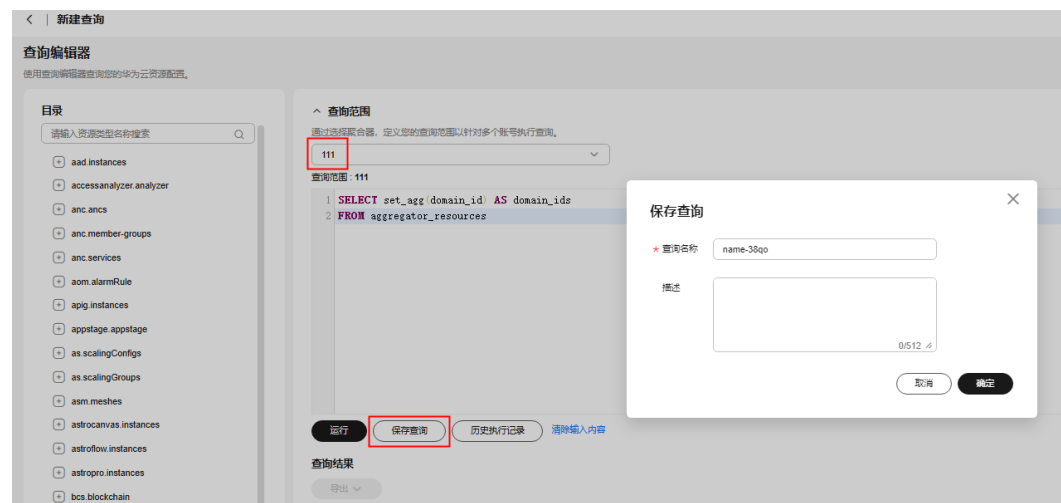 新建查询
查询编辑器
使用查询编辑器查询您的华为云资源配置。
目录
请输入资源类型名称搜索
aad.instances
accessanalyzer.analyzer
anc.ancs
anc.member-groups
anc.services
aom.alarmRule
apig.instances
appstage.appstage
as.scalingConfigs
as.scalingGroups
asm.meshes
astrocanvas.instances
astroflow.instances
astropro.instances
bcs.blockchain
查询范围
通过选择聚合器，定义您的查询范围以针对多个账号执行查询。
111
查询范围 : 111
1 SELECT set_agg(domain_id) AS domain_ids
2 FROM aggregator_resources
运行 保存查询 历史执行记录 清除输入内容
查询结果
导出
保存查询
* 查询名称 name-38qo
描述
0/512
取消 确定